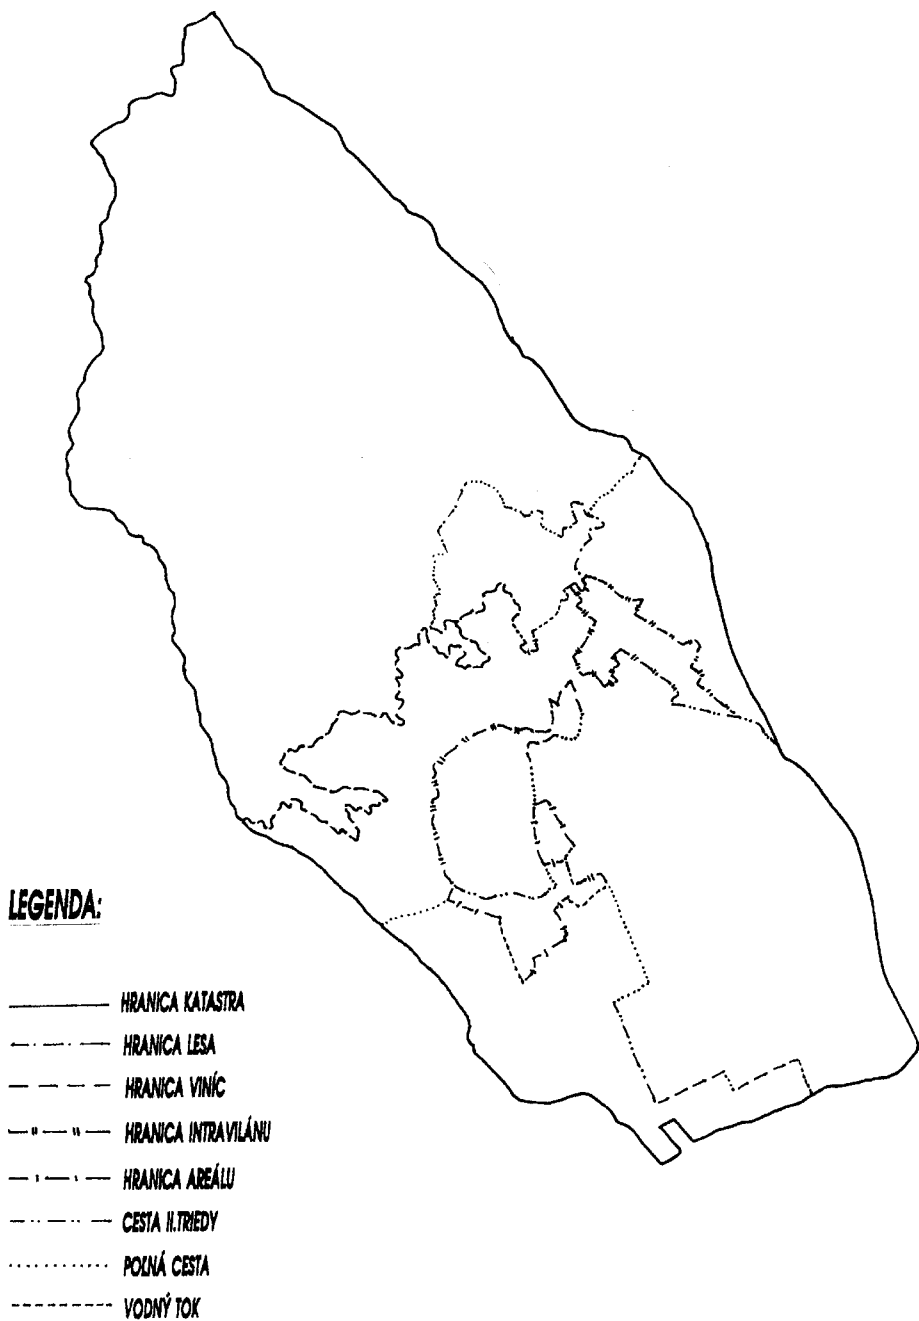 LEGENDA:
HRANICA KATASTRA
HRANICA LESA
HRANICA VINÍC
HRANICA INTRAVILÁNU
HRANICA AREÁLU
CESTA II.TRIEDY
POĽNÁ CESTA
VODNÝ TOK